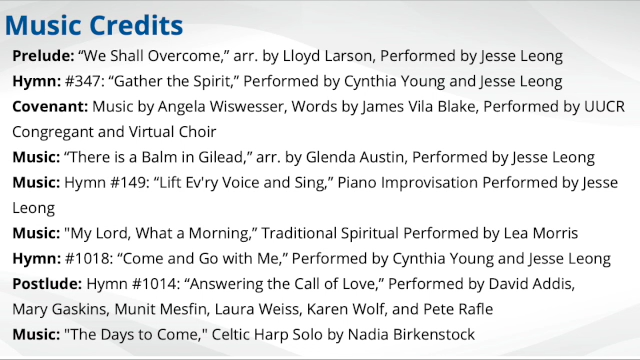 Music Credits
Prelude: “We Shall Overcome,” arr. by Lloyd Larson, Performed by Jesse Leong
Hymn: #347: “Gather the Spirit,” Performed by Cynthia Young and Jesse Leong
Covenant: Music by Angela Wiswesser, Words by James Vila Blake, Performed by UUCR
Congregant and Virtual Choir
Music: “There is a Balm in Gilead,” arr. by Glenda Austin, Performed by Jesse Leong
Music: Hymn #149: “Lift Ev'ry Voice and Sing,” Piano Improvisation Performed by Jesse
Leong
Music: "My Lord, What a Morning,” Traditional Spiritual Performed by Lea Morris
Hymn: #1018: “Come and Go with Me,” Performed by Cynthia Young and Jesse Leong
Postlude: Hymn #1014: “Answering the Call of Love,” Performed by David Addis,
Mary Gaskins, Munit Mesfin, Laura Weiss, Karen Wolf, and Pete Rafle
Music: "The Days to Come," Celtic Harp Solo by Nadia Birkenstock